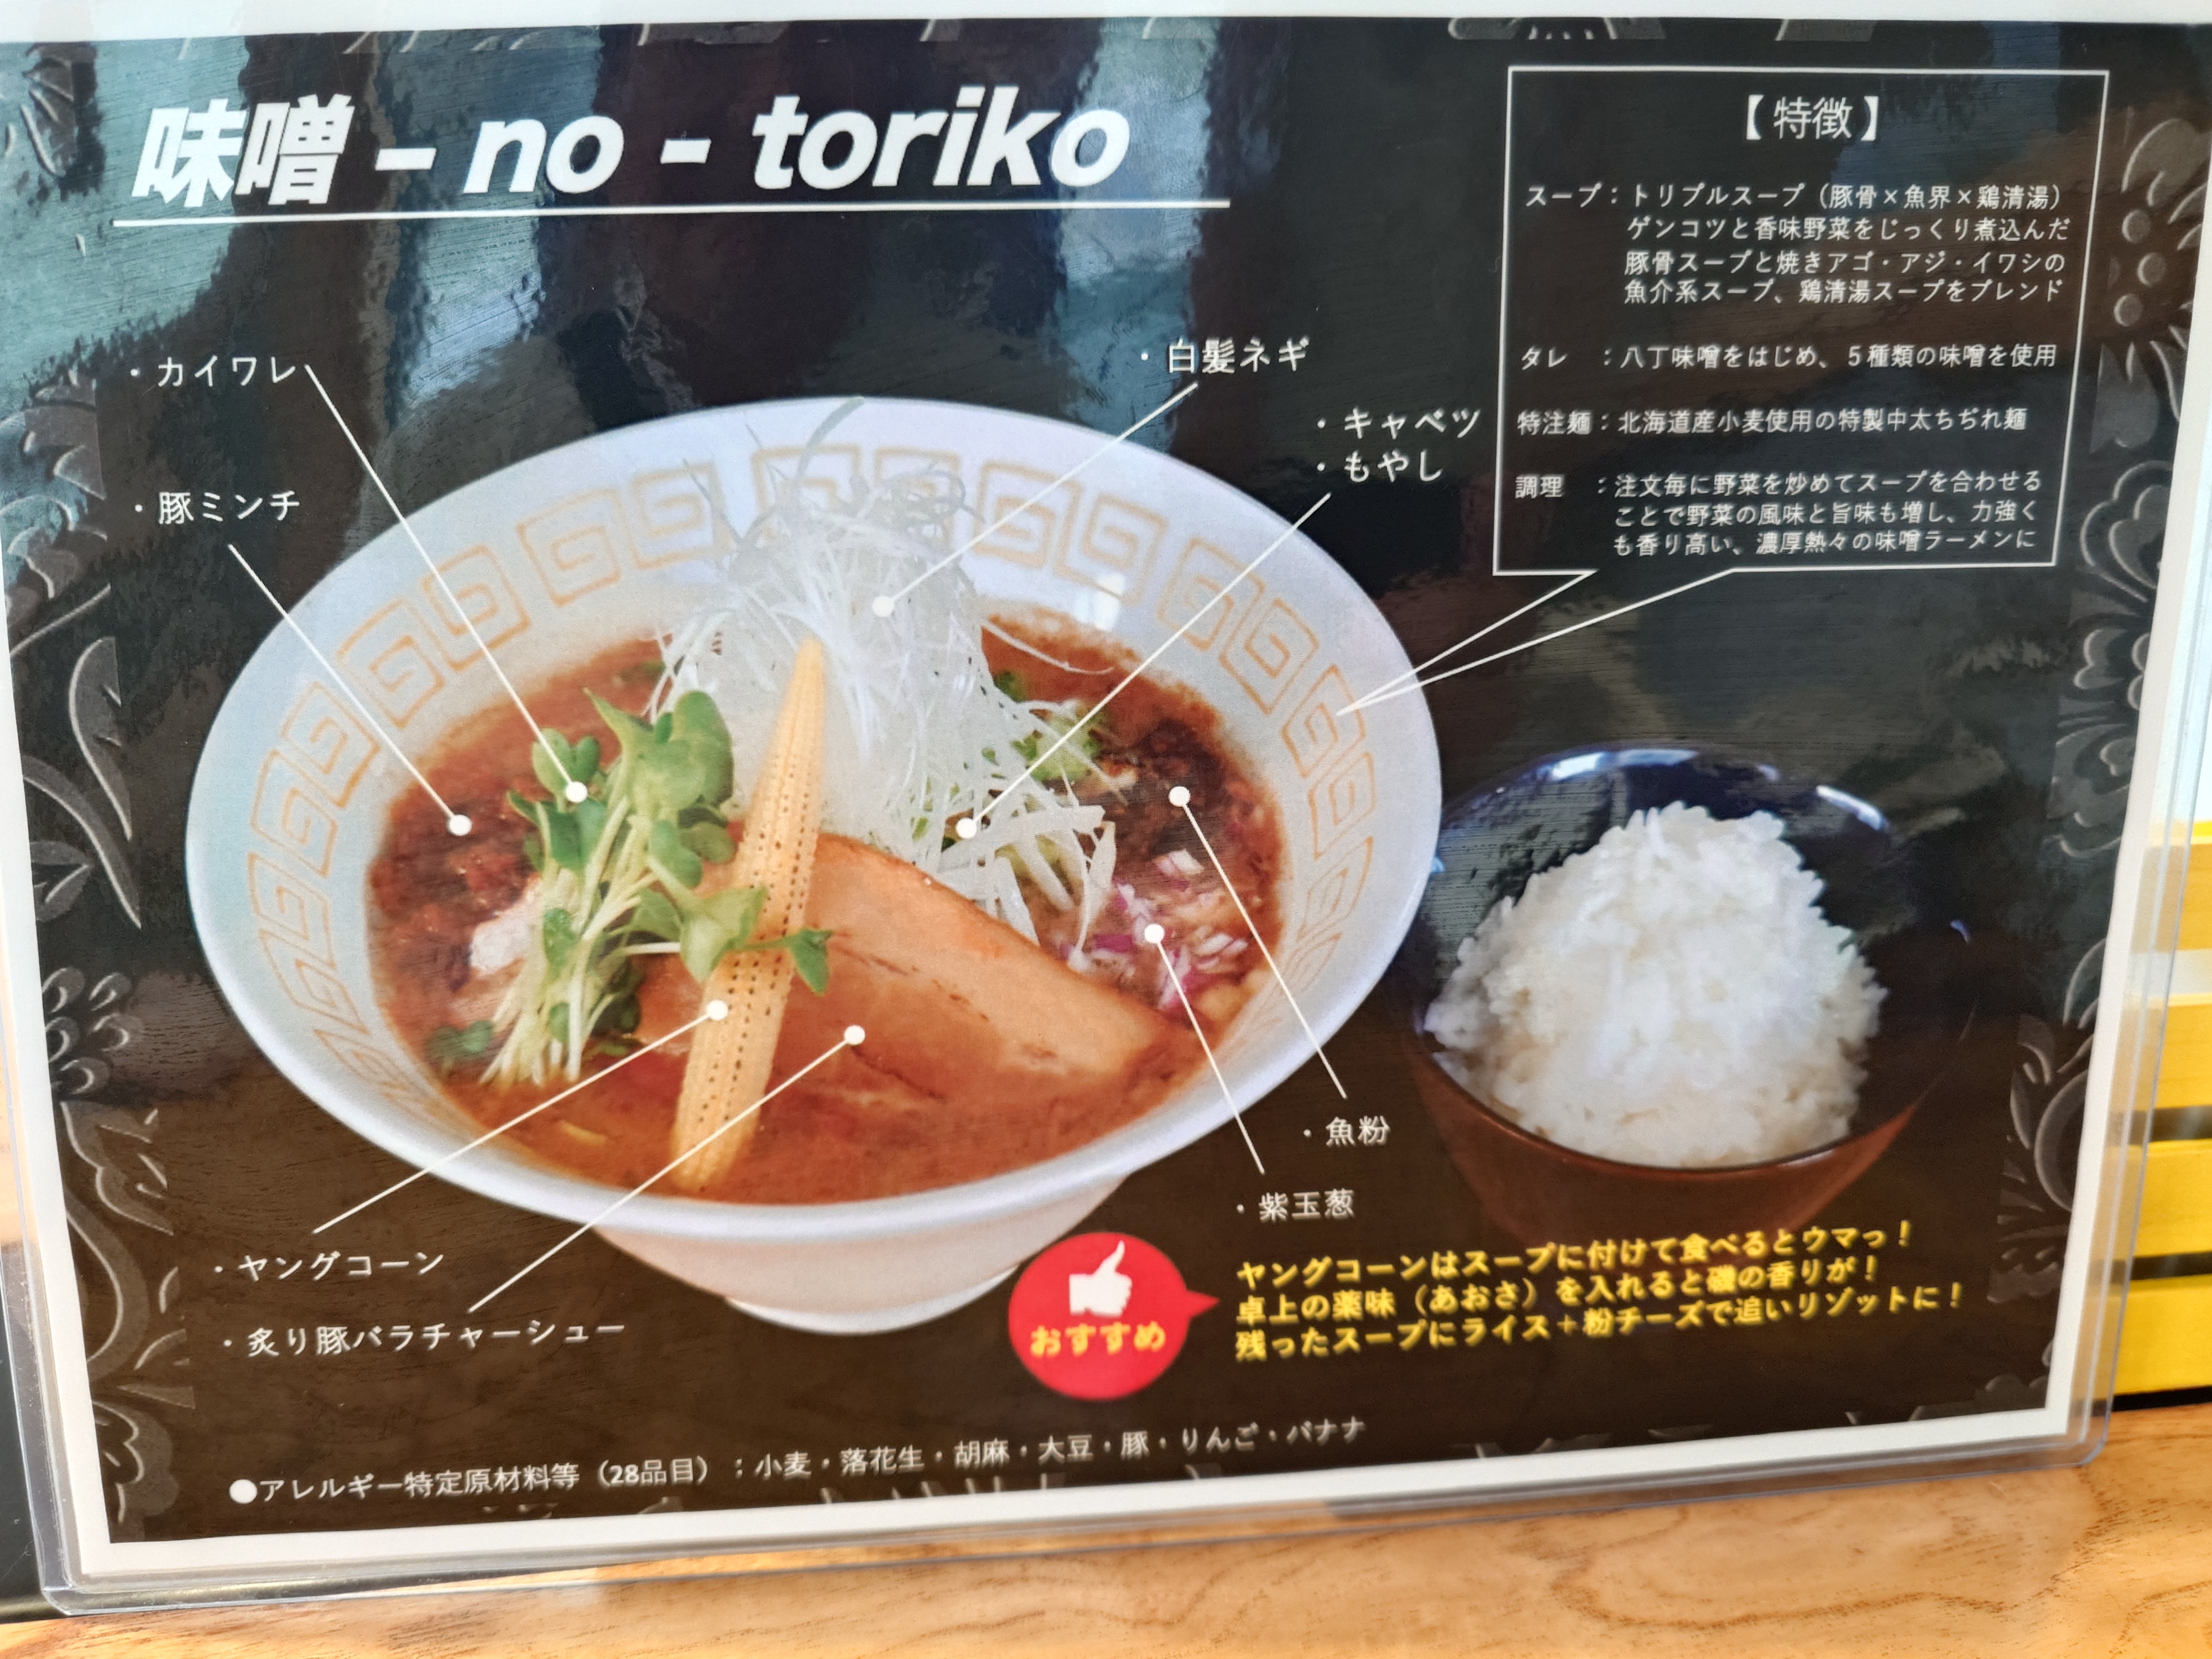 味噌 - no - toriko
【 特徴 】
スープ：トリプルスープ（豚骨×魚界×鶏清湯）
ゲンコツと香味野菜をじっくり煮込んだ
豚骨スープと焼きアゴ・アジ・イワシの
魚介系スープ、鶏清湯スープをブレンド
タレ　：八丁味噌をはじめ、５種類の味噌を使用
特注麺：北海道産小麦使用の特製中太ちぢれ麺
調理　：注文毎に野菜を炒めてスープを合わせる
ことで野菜の風味と旨味も増し、力強く
も香り高い、濃厚熱々の味噌ラーメンに
・カイワレ
・白髪ネギ
・キャベツ
・もやし
・豚ミンチ
・魚粉
・紫玉葱
・ヤングコーン
・炙り豚バラチャーシュー
おすすめ
ヤングコーンはスープに付けて食べるとウマっ！
卓上の薬味（あおさ）を入れると磯の香りが！
残ったスープにライス＋粉チーズで追いリゾットに！
●アレルギー特定原材料等（28品目）：小麦・落花生・胡麻・大豆・豚・りんご・バナナ